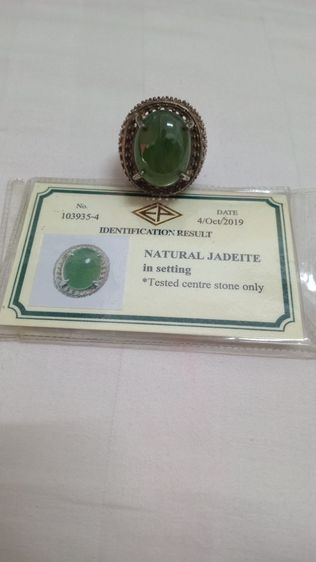 No.
103935-4
DATE
4/Oct/2019
IDENTIFICATION RESULT
NATURAL JADEITE
in setting
*Tested centre stone only